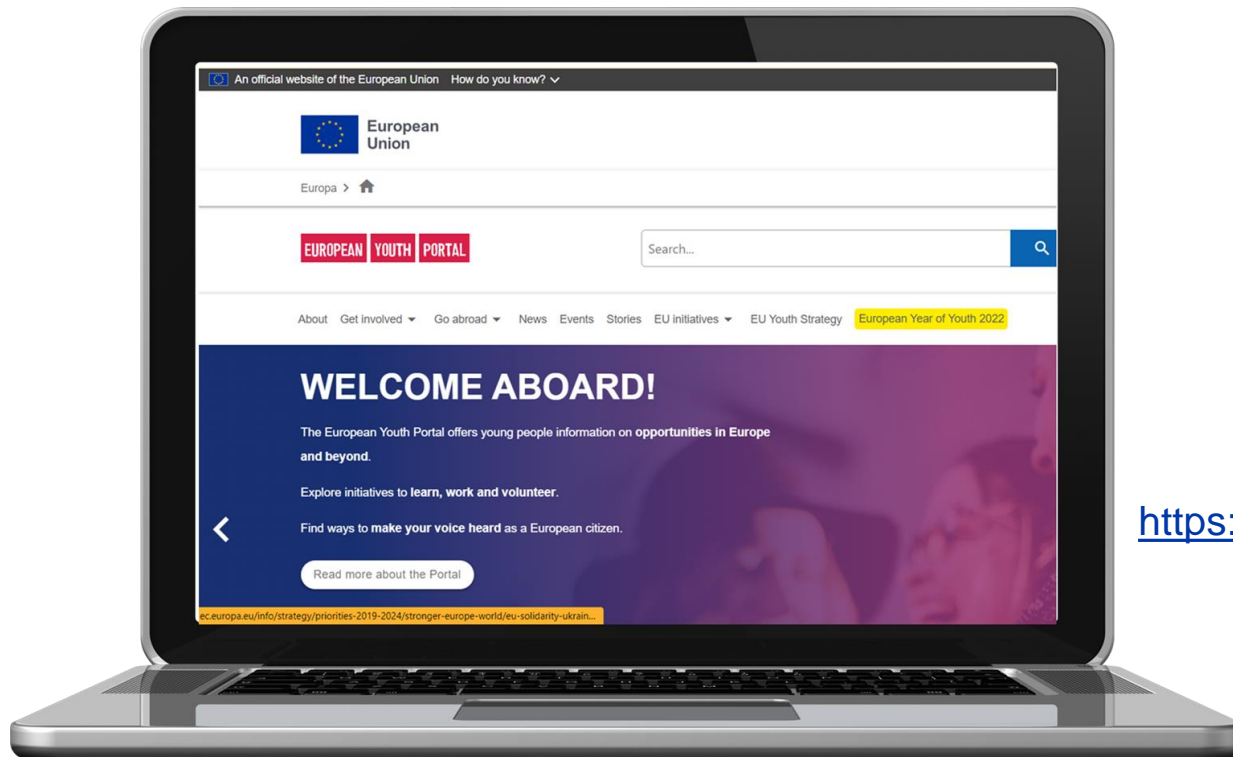 An official website of the European Union How do you know?
European
Union
Europa >
EUROPEAN YOUTH PORTAL
Search...
About Get involved Go abroad News Events Stories EU initiatives EU Youth Strategy European Year of Youth 2022
WELCOME ABOARD!
The European Youth Portal offers young people information on opportunities in Europe
and beyond.
Explore initiatives to learn, work and volunteer.
Find ways to make your voice heard as a European citizen.
https:
Read more about the Portal
ec.europa.eu/info/strategy/priorities-2019-2024/stronger-europe-world/eu-solidarity-ukrain...